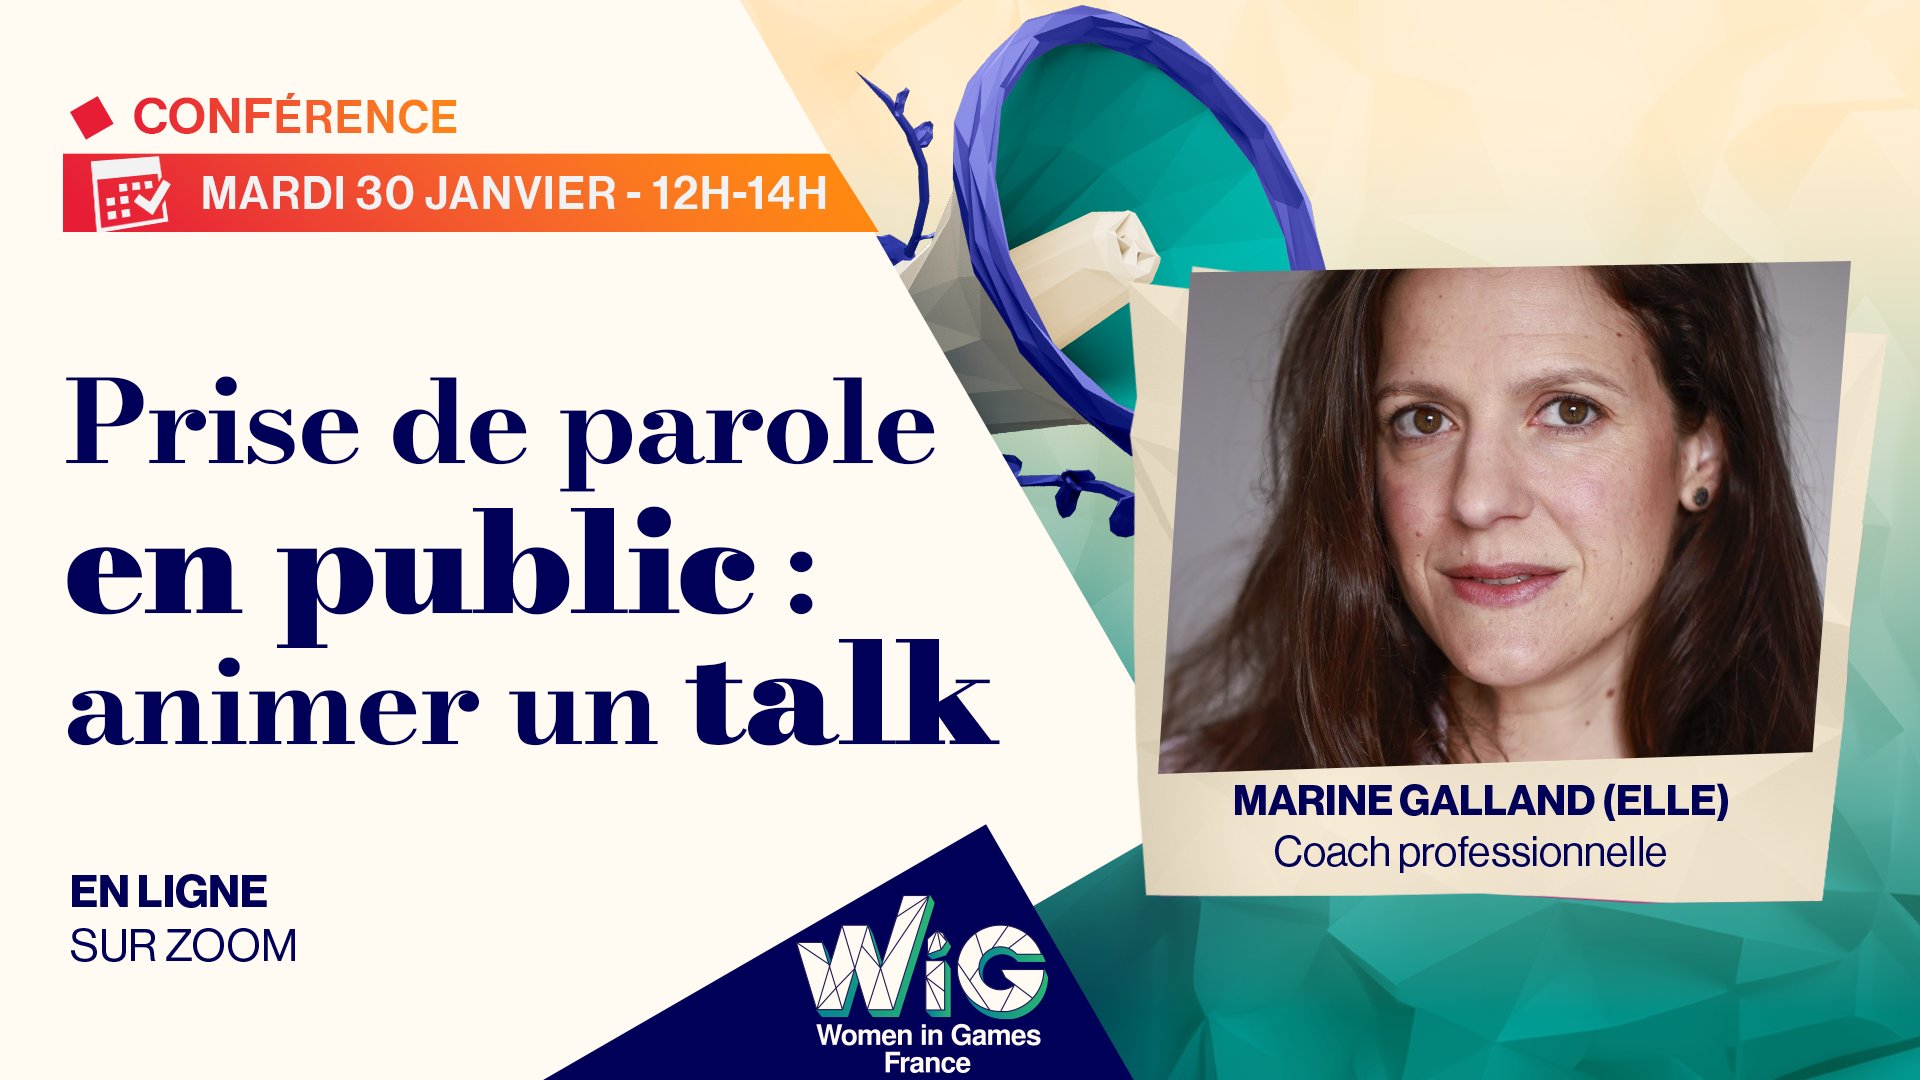 CONFÉRENCE
MARDI 30 JANVIER - 12H-14H
Prise de parole
en public :
animer un talk
EN LIGNE
SUR ZOOM
MARINE GALLAND (ELLE)
Coach professionnelle
WiG
Women in Games
France